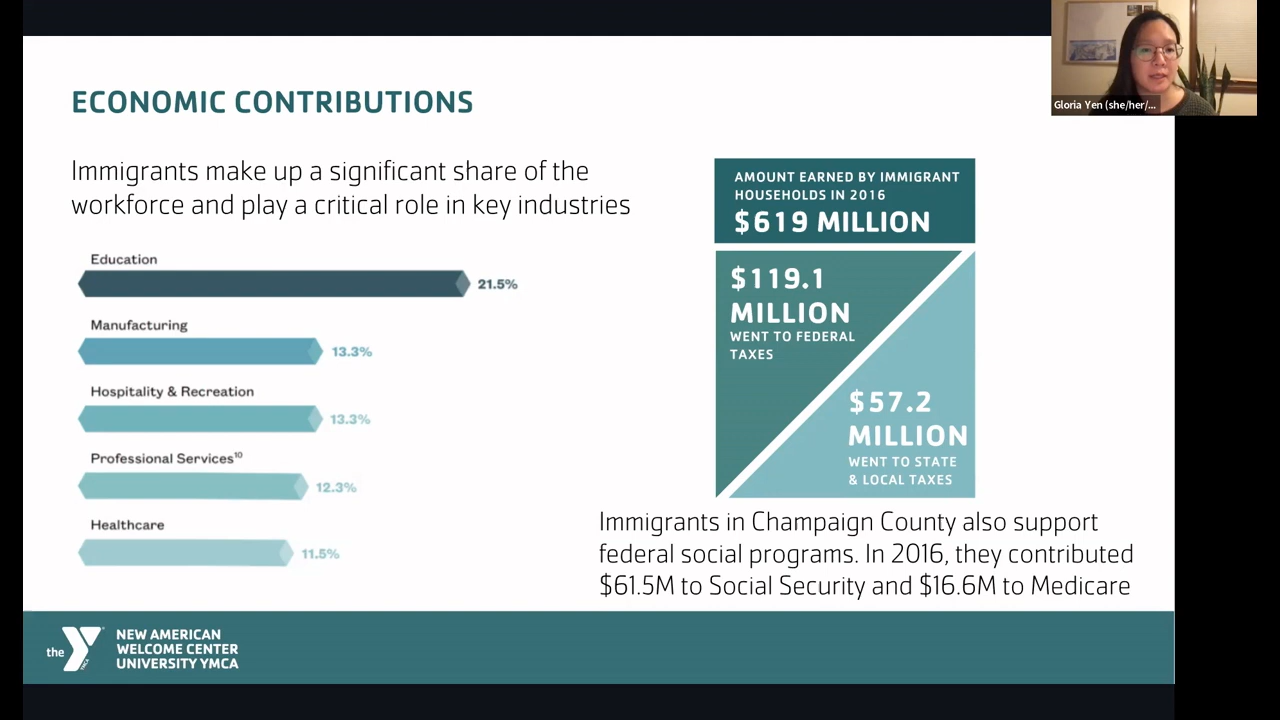 ECONOMIC CONTRIBUTIONS
Immigrants make up a significant share of the
workforce and play a critical role in key industries
Education
21.5%
Manufacturing
13.3%
Hospitality & Recreation
13.3%
Professional Services¹⁰
12.3%
Healthcare
11.5%
AMOUNT EARNED BY IMMIGRANT
HOUSEHOLDS IN 2016
$619 MILLION
$119.1
MILLION
WENT TO FEDERAL
TAXES
$57.2
MILLION
WENT TO STATE
& LOCAL TAXES
Immigrants in Champaign County also support
federal social programs. In 2016, they contributed
$61.5M to Social Security and $16.6M to Medicare
Gloria Yen (she/her/...
the Y
YMCA
NEW AMERICAN
WELCOME CENTER
UNIVERSITY YMCA